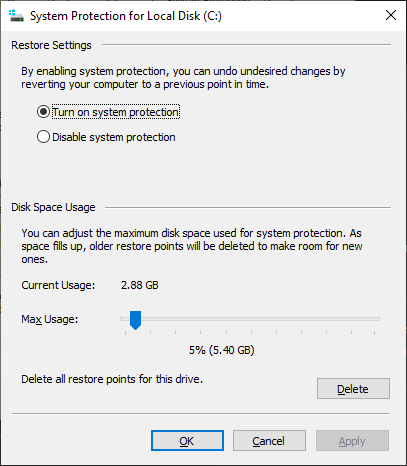 System Protection for Local Disk (C:)
Restore Settings
By enabling system protection, you can undo undesired changes by
reverting your computer to a previous point in time.
Turn on system protection
Disable system protection
Disk Space Usage
You can adjust the maximum disk space used for system protection. As
space fills up, older restore points will be deleted to make room for new
ones.
Current Usage: 2.88 GB
Max Usage:
5% (5.40 GB)
Delete all restore points for this drive.
Delete
OK Cancel Apply